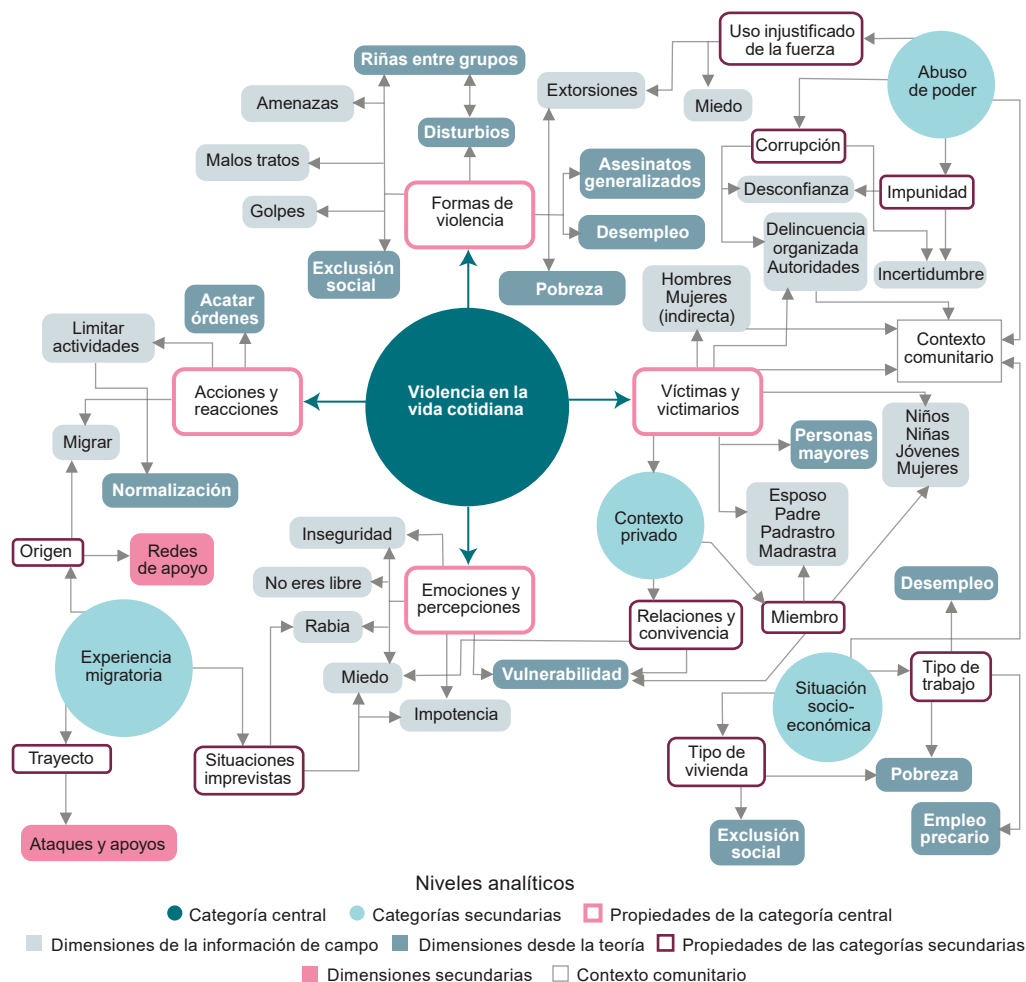 Uso injustificado
de la fuerza
Abuso
de poder
Riñas entre grupos
Extorsiones
Miedo
Amenazas
Disturbios
Corrupción
Malos tratos
Asesinatos
generalizados
Desconfianza
Impunidad
Golpes
Formas de
violencia
Desempleo
Delincuencia
organizada
Autoridades
Incertidumbre
Exclusión
social
Pobreza
Hombres
Mujeres
(indirecta)
Acatar
órdenes
Limitar
actividades
Contexto
comunitario
Acciones y
reacciones
Violencia en la
vida cotidiana
Víctimas y
victimarios
Niños
Niñas
Jóvenes
Mujeres
Migrar
Personas
mayores
Normalización
Esposo
Padre
Padrastro
Madrastra
Contexto
privado
Inseguridad
Origen
Redes
de apoyo
No eres libre
Emociones y
percepciones
Desempleo
Rabia
Relaciones y
convivencia
Miembro
Experiencia
migratoria
Miedo
Vulnerabilidad
Tipo de
trabajo
Situación
socio-
económica
Impotencia
Trayecto
Situaciones
imprevistas
Tipo de
vivienda
Pobreza
Ataques y apoyos
Exclusión
social
Empleo
precario
Niveles analíticos
Categoría central
Categorías secundarias
Propiedades de la categoría central
Dimensiones de la información de campo
Dimensiones desde la teoría
Propiedades de las categorías secundarias
Dimensiones secundarias
Contexto comunitario